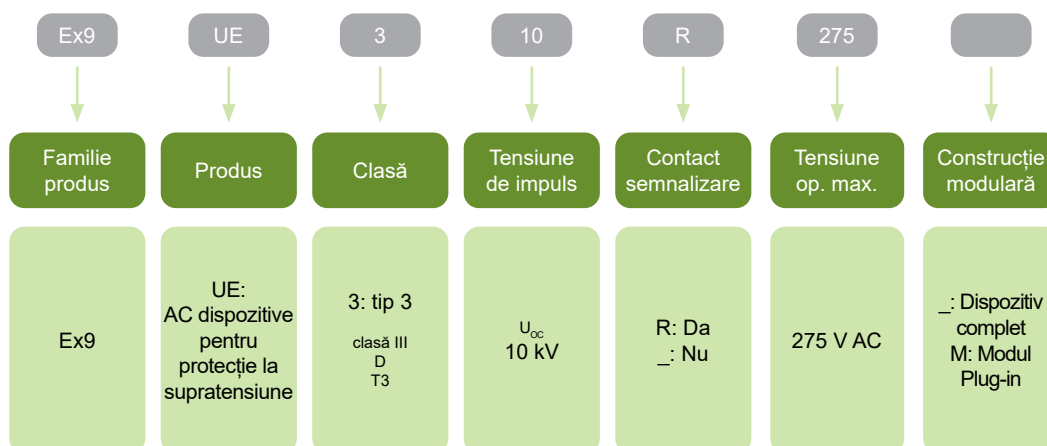 Ex9
UE
3
10
R
275
Familie
produs
Produs
Clasă
Tensiune
de impuls
Contact
semnalizare
Tensiune
op. max.
Construcție
modulară
Ex9
UE:
AC dispozitive
pentru
protecție la
supratensiune
3: tip 3
clasă III
D
T3
Uoc
10 kV
R: Da
_: Nu
275 V AC
_: Dispozitiv
complet
M: Modul
Plug-in